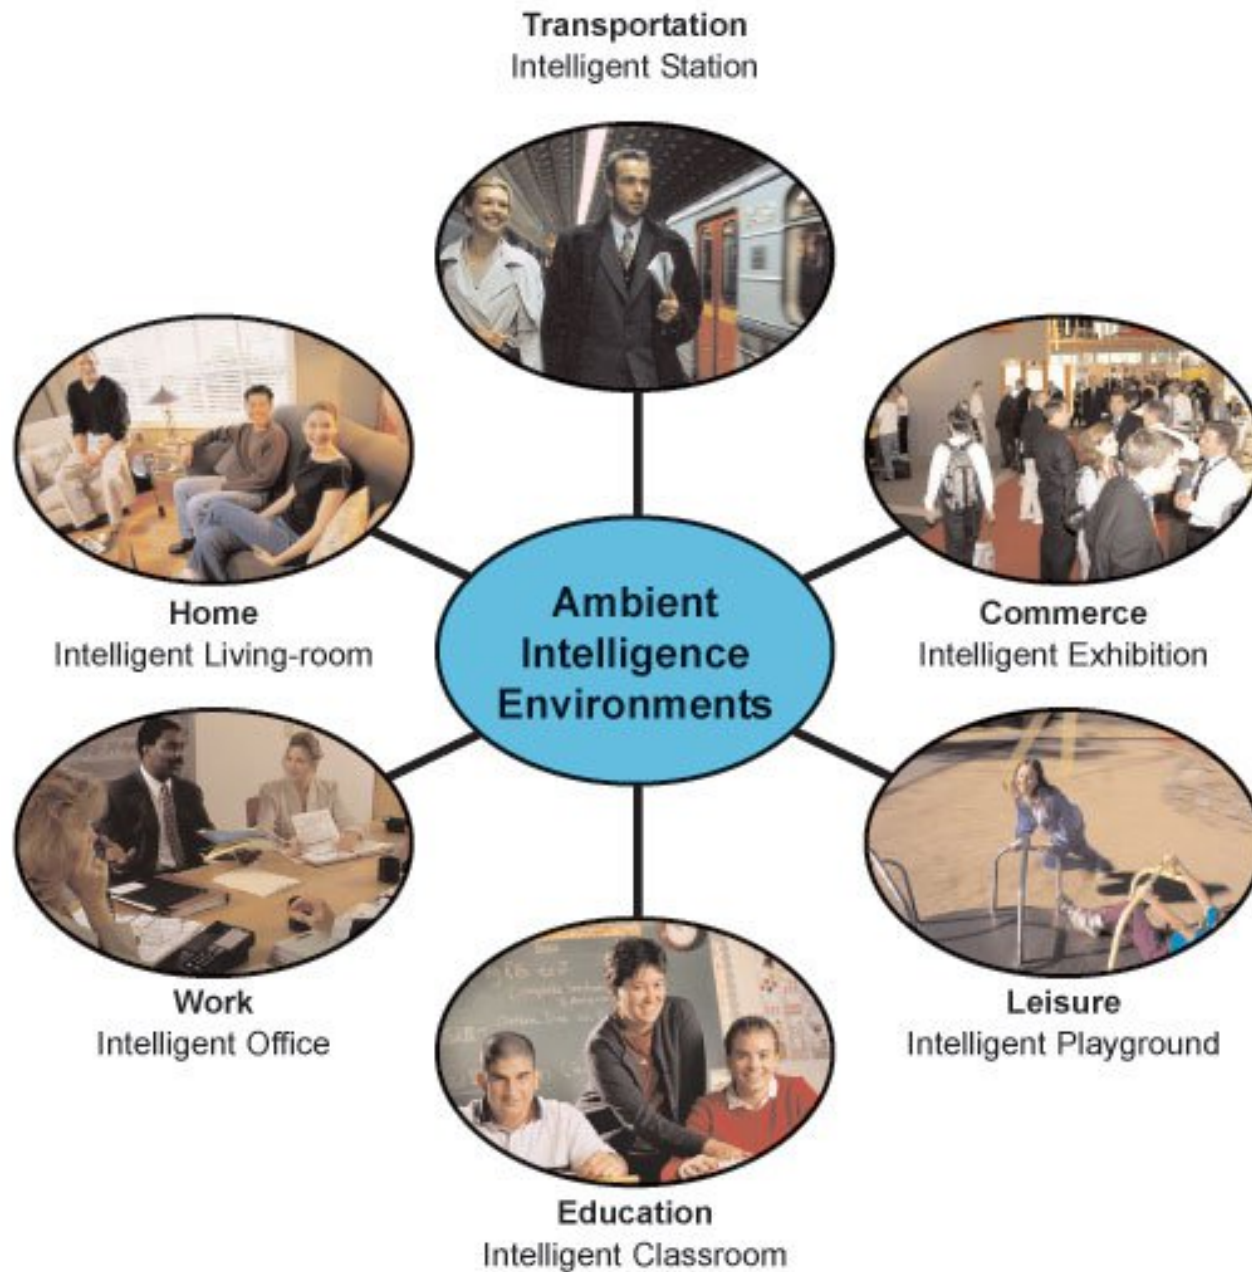 Transportation
Intelligent Station
Home
Intelligent Living-room
Commerce
Intelligent Exhibition
Ambient
Intelligence
Environments
Work
Intelligent Office
Leisure
Intelligent Playground
Education
Intelligent Classroom